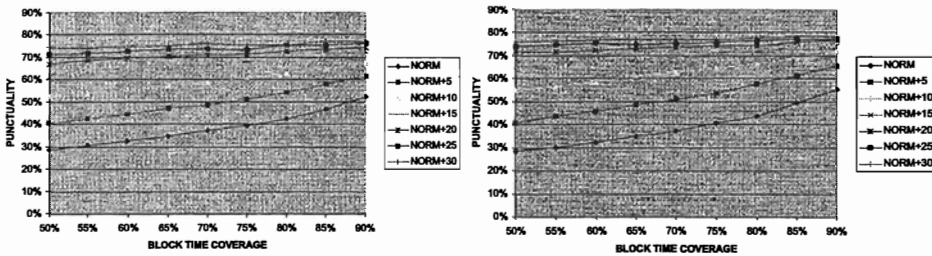 90%
80%
70%
60%
50%
40%
30%
20%
10%
0%
PUNCTUALITY
50% 55% 60% 65% 70% 75% 80% 85% 90%
BLOCK TIME COVERAGE
NORM
NORM+5
NORM+10
NORM+15
NORM+20
NORM+25
NORM+30
90%
80%
70%
60%
50%
40%
30%
20%
10%
0%
PUNCTUALITY
50% 55% 60% 65% 70% 75% 80% 85% 90%
BLOCK TIME COVERAGE
NORM
NORM+5
NORM+10
NORM+15
NORM+20
NORM+25
NORM+30